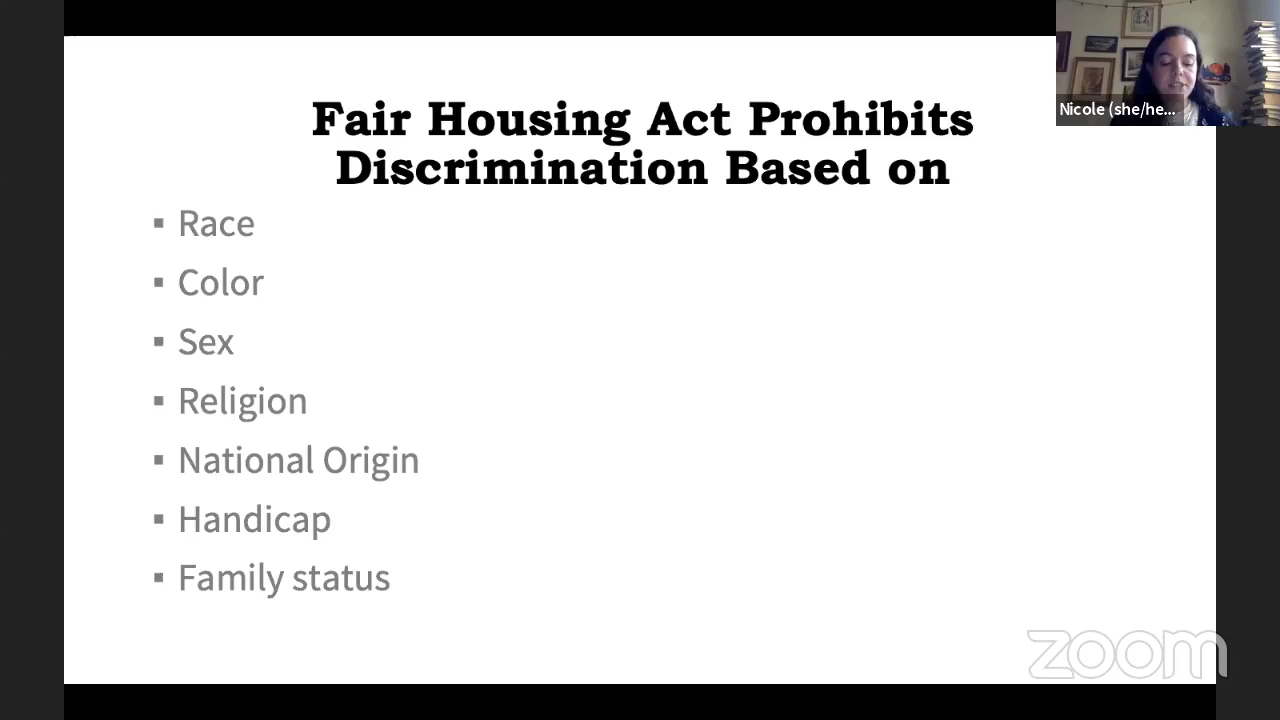 Fair Housing Act Prohibits
Discrimination Based on
▪ Race
▪ Color
▪ Sex
▪ Religion
▪ National Origin
▪ Handicap
▪ Family status
Nicole (she/he...
zoom